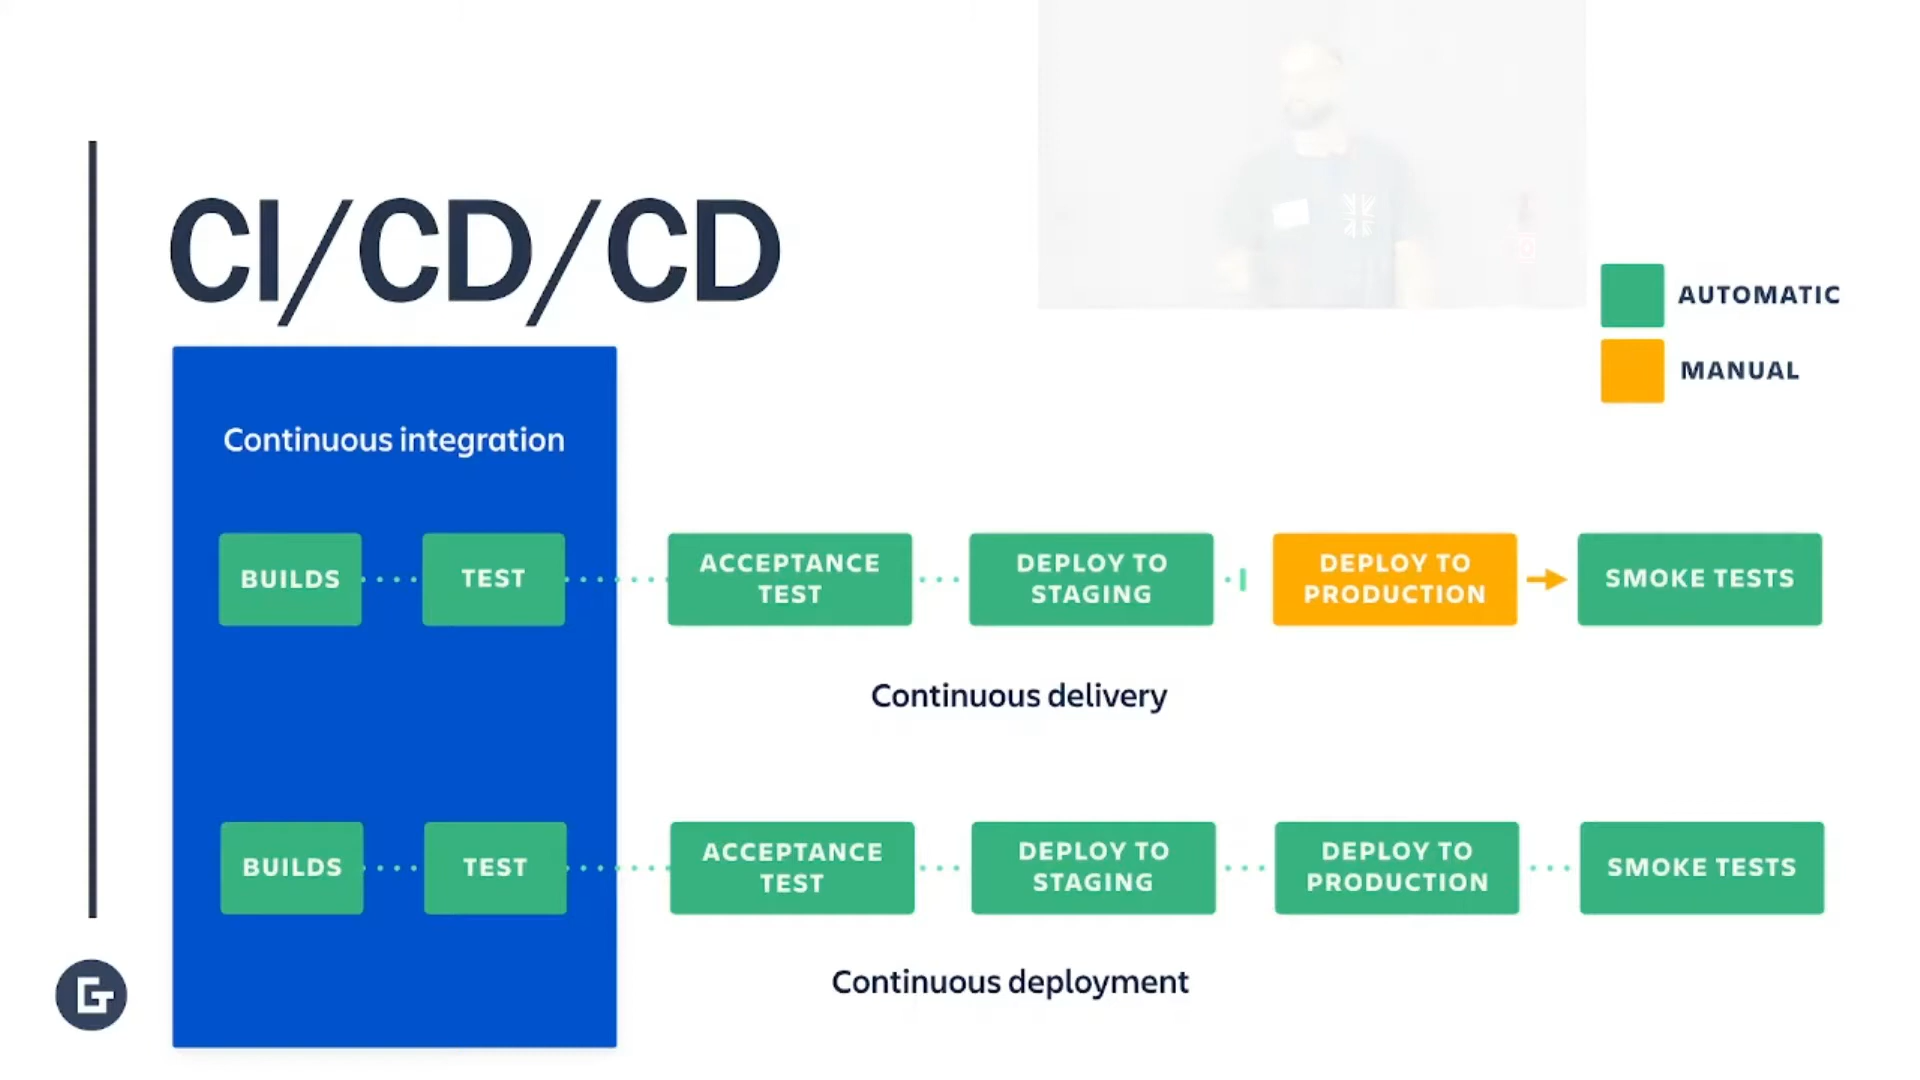 CI/CD/CD
AUTOMATIC
MANUAL
Continuous integration
BUILDS
TEST
ACCEPTANCE
TEST
DEPLOY TO
STAGING
DEPLOY TO
PRODUCTION
SMOKE TESTS
Continuous delivery
BUILDS
TEST
ACCEPTANCE
TEST
DEPLOY TO
STAGING
DEPLOY TO
PRODUCTION
SMOKE TESTS
Continuous deployment
G